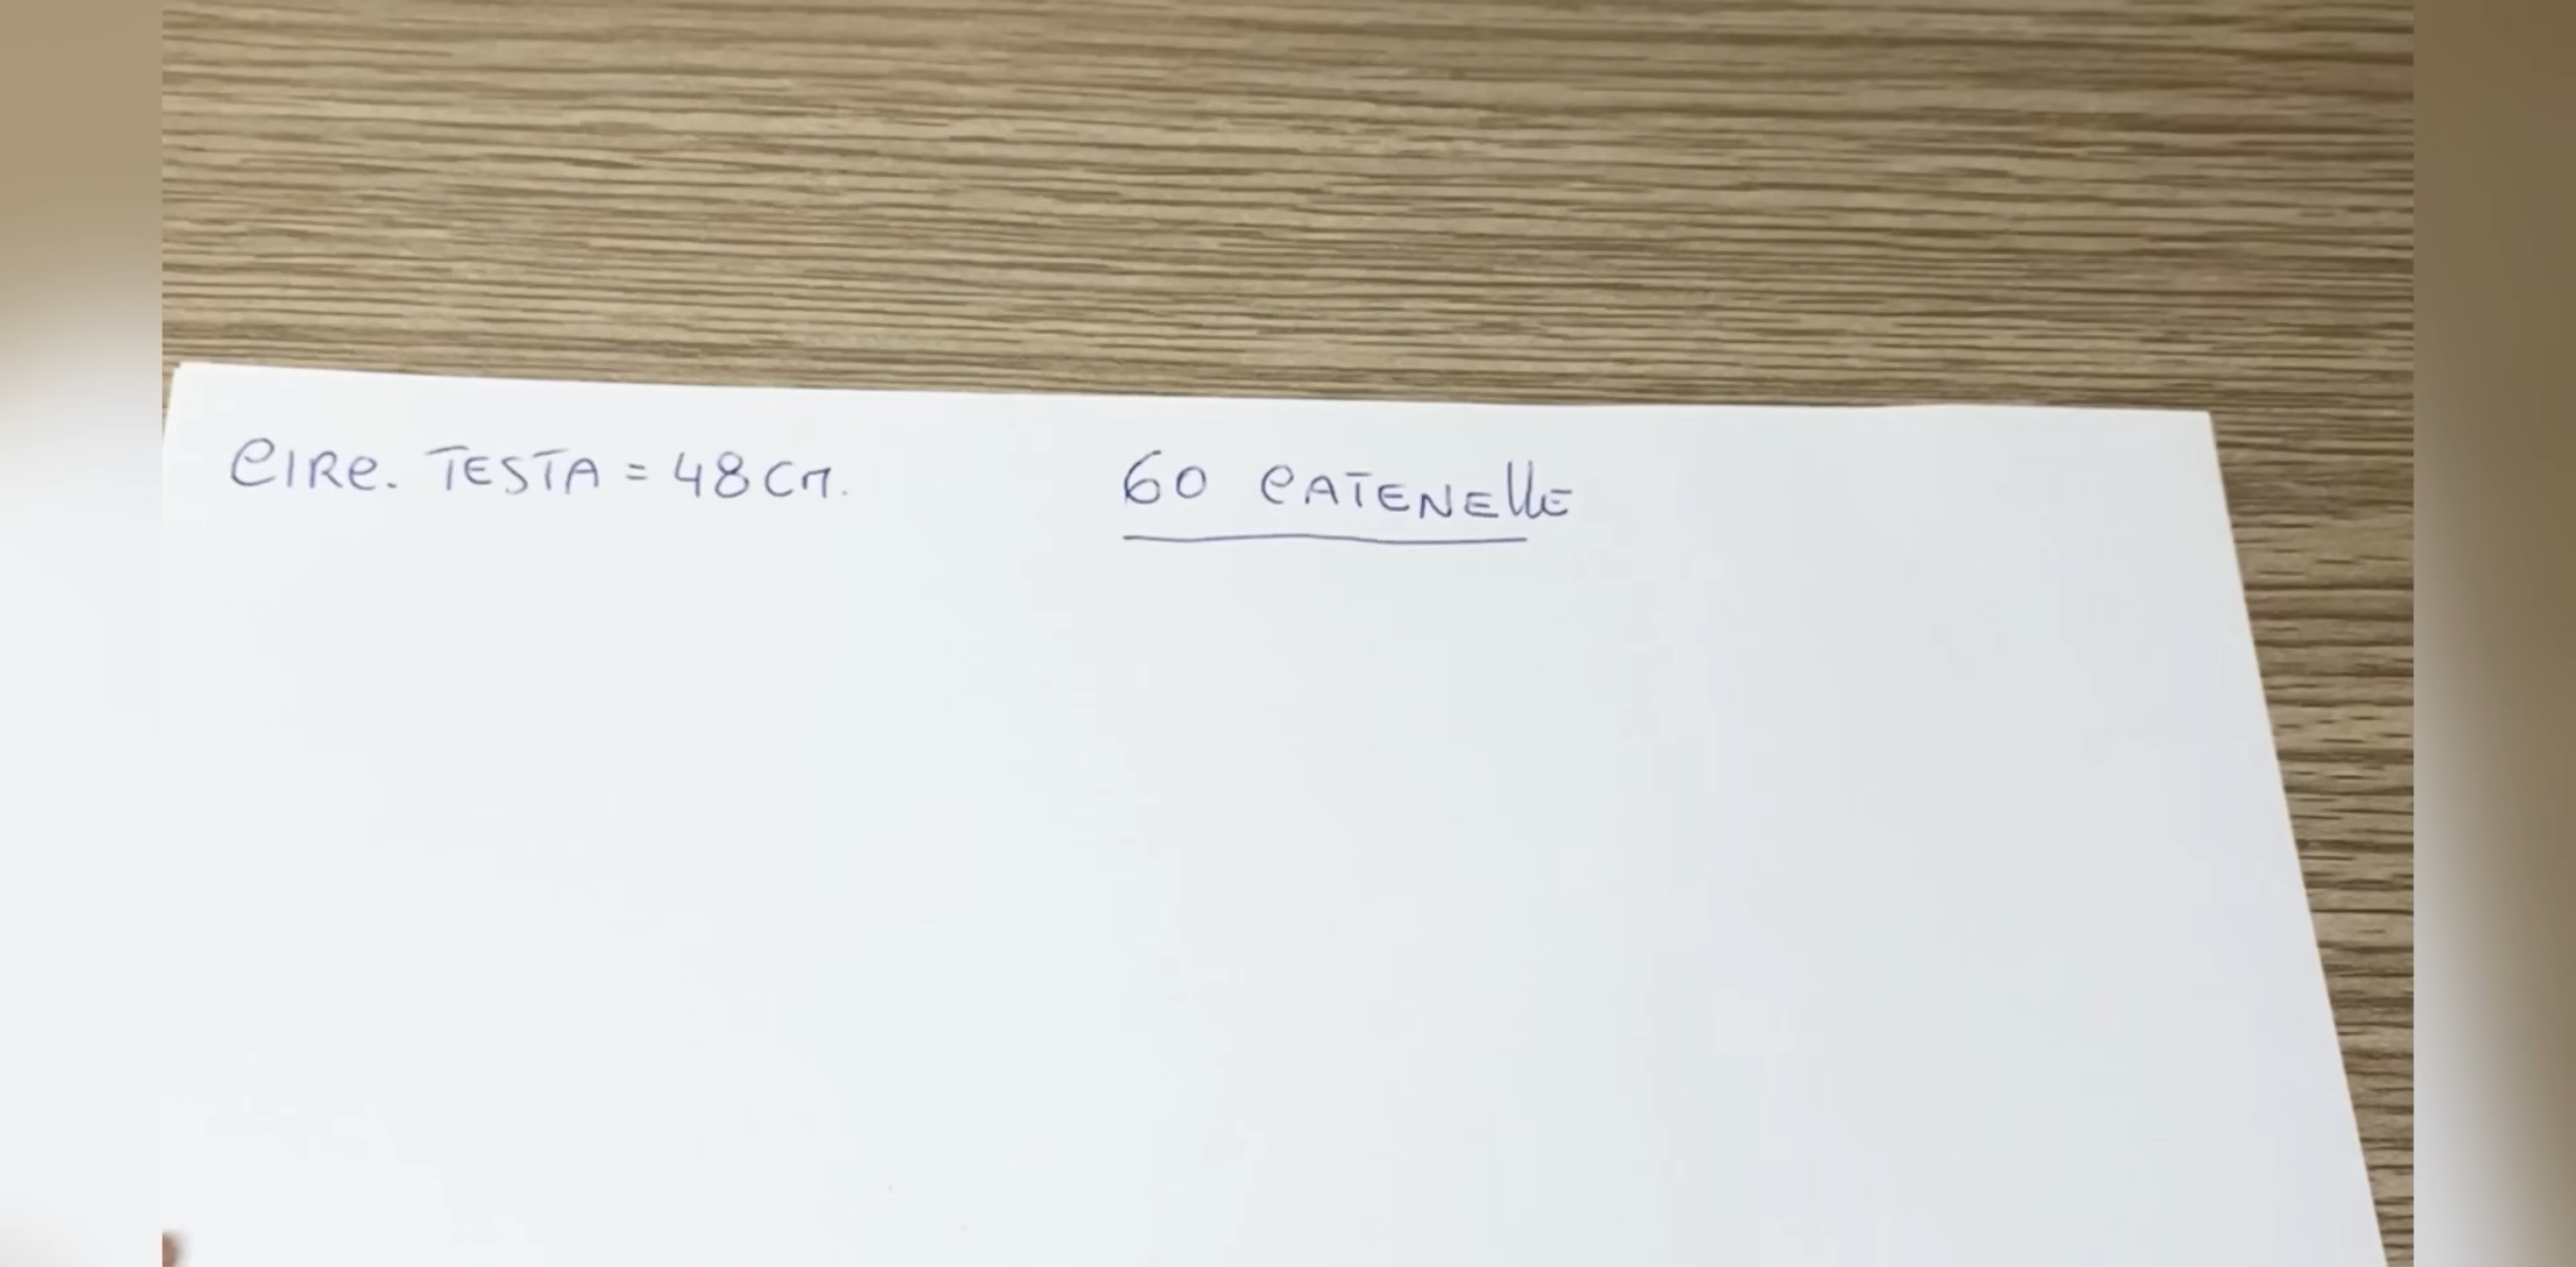 CIRC. TESTA = 48 cm.
60 CATENELLE